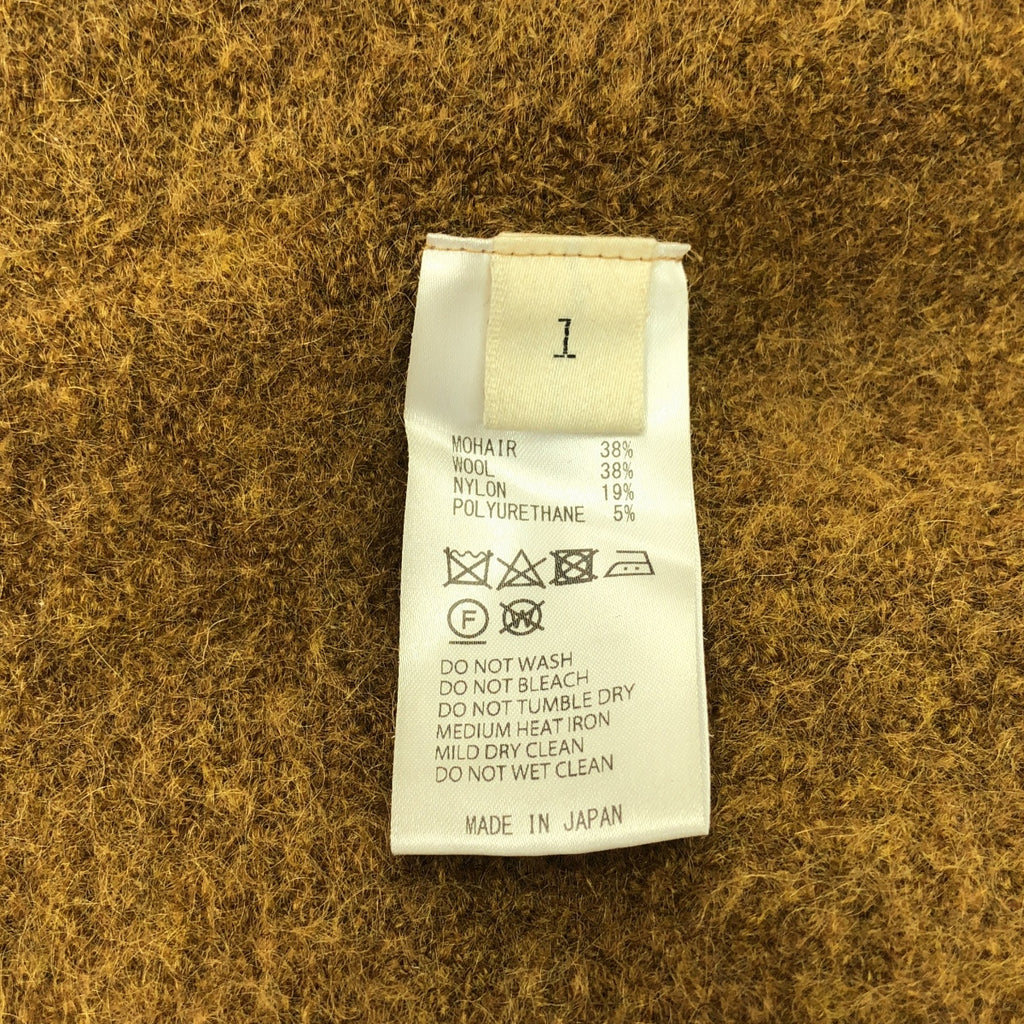 1
MOHAIR 38%
WOOL 38%
NYLON 19%
POLYURETHANE 5%
F W
DO NOT WASH
DO NOT BLEACH
DO NOT TUMBLE DRY
MEDIUM HEAT IRON
MILD DRY CLEAN
DO NOT WET CLEAN
MADE IN JAPAN